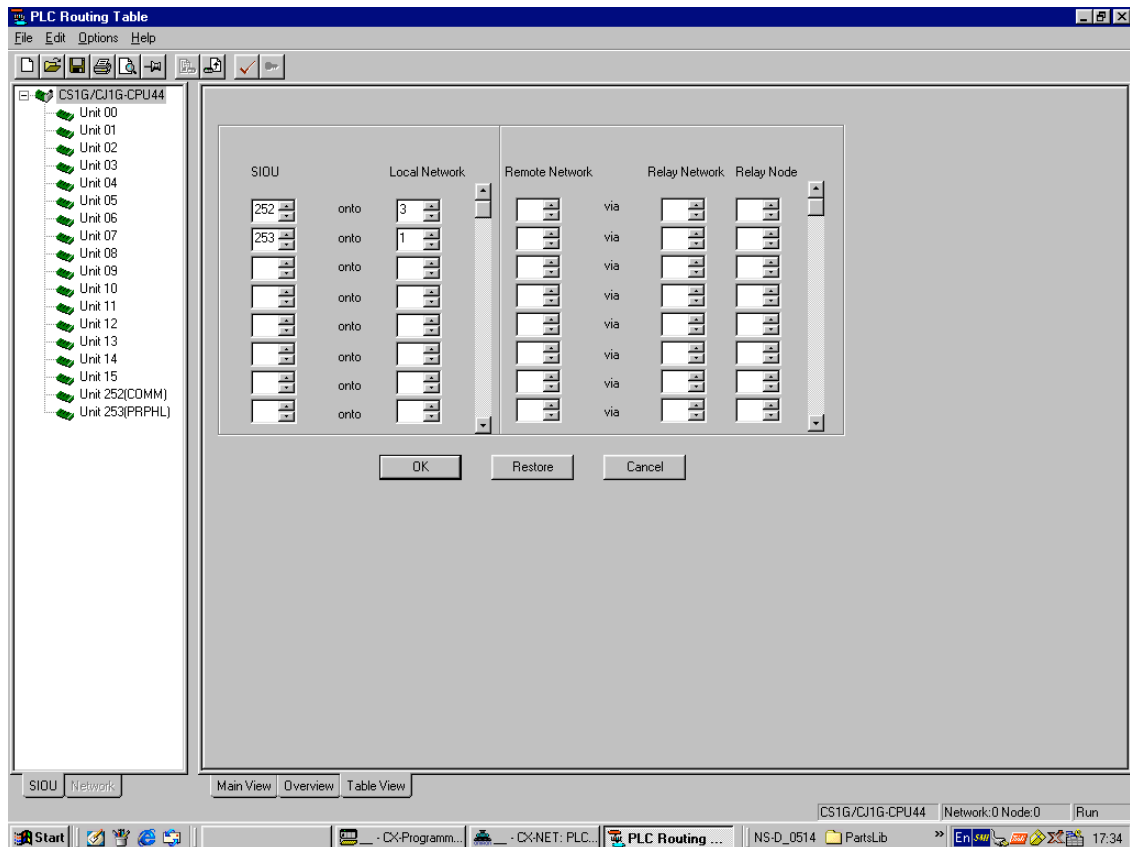 PLC Routing Table
File Edit Options Help
CS1G/CJ1G-CPU44
Unit 00
Unit 01
Unit 02
Unit 03
Unit 04
Unit 05
Unit 06
Unit 07
Unit 08
Unit 09
Unit 10
Unit 11
Unit 12
Unit 13
Unit 14
Unit 15
Unit 252(COMM)
Unit 253(PRPHL)
SIOU Local Network Remote Network Relay Network Relay Node
252 onto 3 via
253 onto 1 via
onto via
onto via
onto via
onto via
onto via
onto via
OK Restore Cancel
SIOU Network Main View Overview Table View
CS1G/CJ1G-CPU44 Network:0 Node:0 Run
Start __ - CX-Programm... __ - CX-NET: PLC... PLC Routing ... NS-D_0514 PartsLib » En 17:34